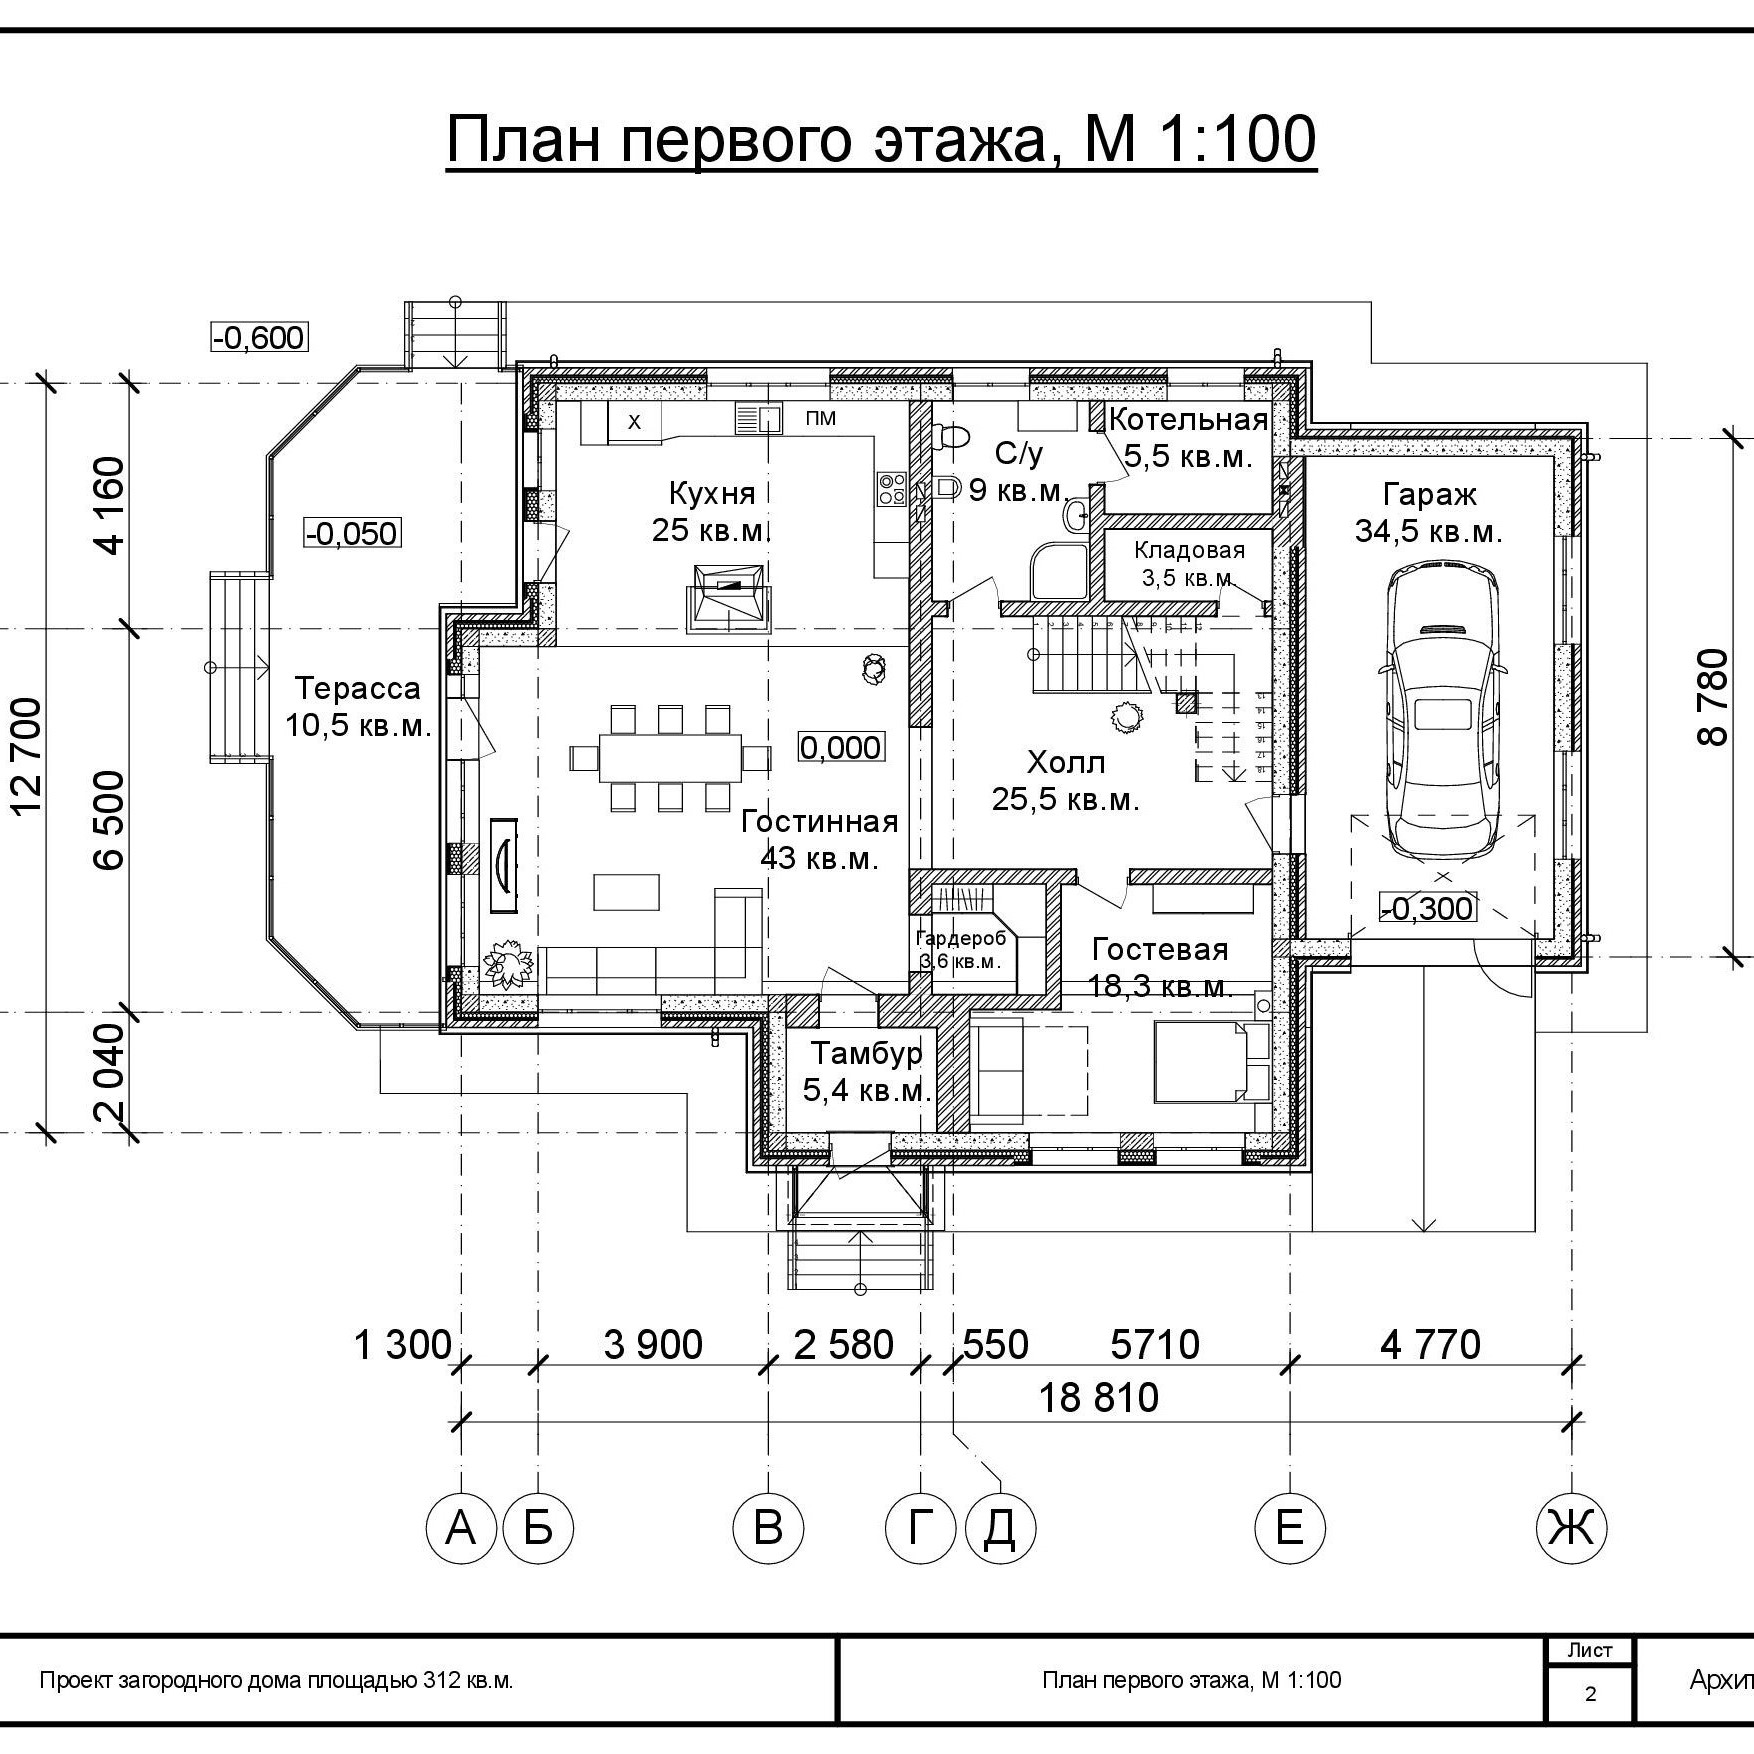 План первого этажа, М 1:100
-0,600
Х
ПМ
Котельная
5,5 кв.м.
С/у
9 кв.м.
Кухня
25 кв.м.
Гараж
34,5 кв.м.
-0,050
Кладовая
3,5 кв.м.
4 160
8 780
Терасса
10,5 кв.м.
12 700
0,000
Холл
25,5 кв.м.
6 500
Гостинная
43 кв.м.
-0,300
Гардероб
3,6 кв.м.
Гостевая
18,3 кв.м.
2 040
Тамбур
5,4 кв.м.
1 300
3 900
2 580
550
5710
4 770
18 810
А
Б
В
Г
Д
Е
Ж
Проект загородного дома площадью 312 кв.м.
План первого этажа, М 1:100
Лист
2
Архит